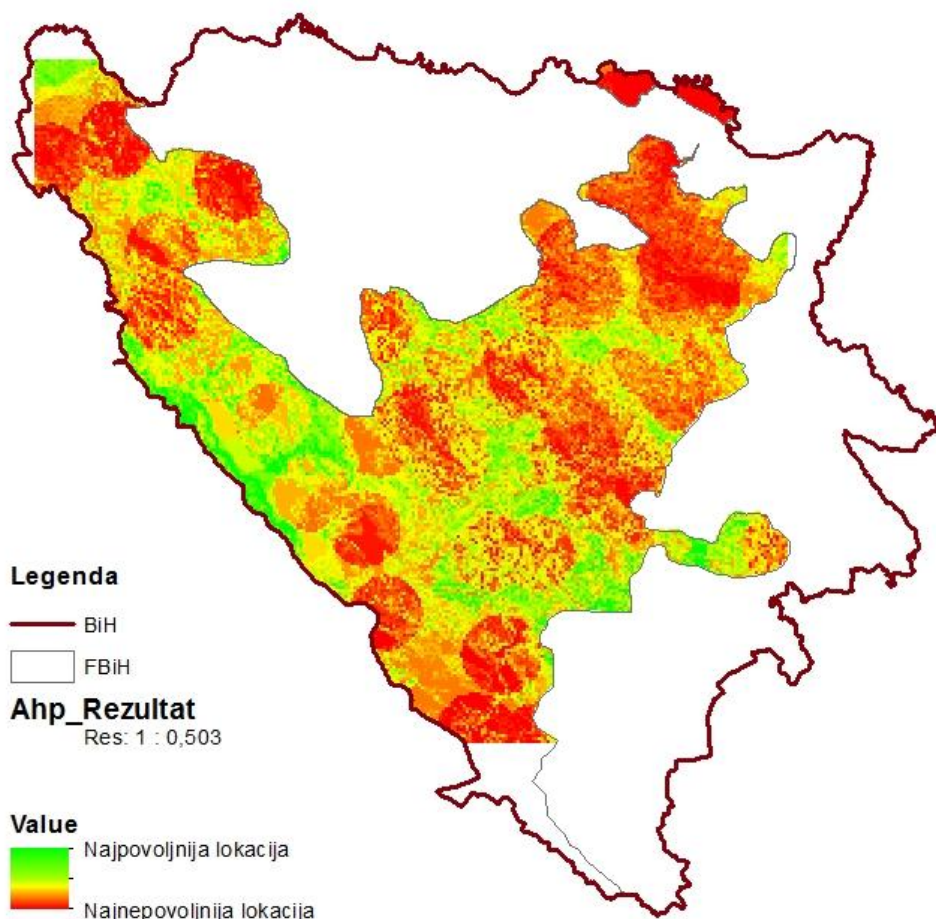 Legenda
BiH
FBiH
Ahp_Rezultat
Res: 1 : 0,503
Value
Najpovoljnija lokacija
Najnepovoljnija lokacija